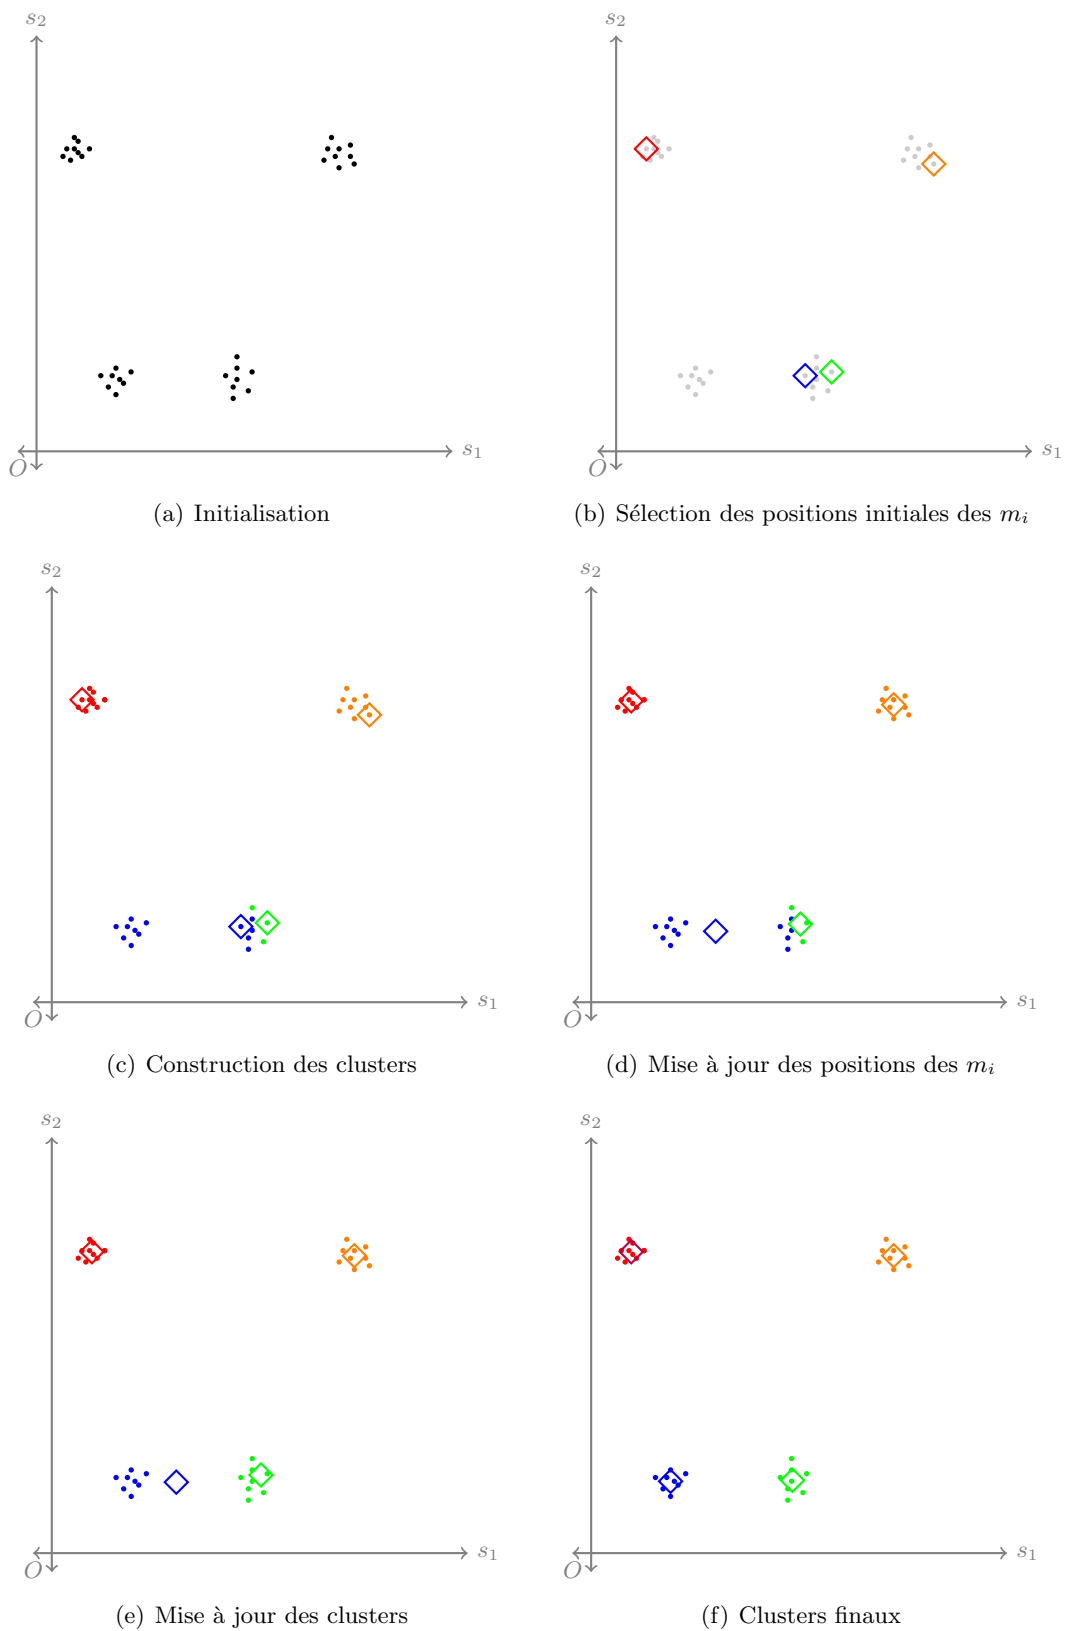 s₂ s₂
O s₁ O s₁
(a) Initialisation (b) Sélection des positions initiales des mᵢ
s₂ s₂
O s₁ O s₁
(c) Construction des clusters (d) Mise à jour des positions des mᵢ
s₂ s₂
O s₁ O s₁
(e) Mise à jour des clusters (f) Clusters finaux